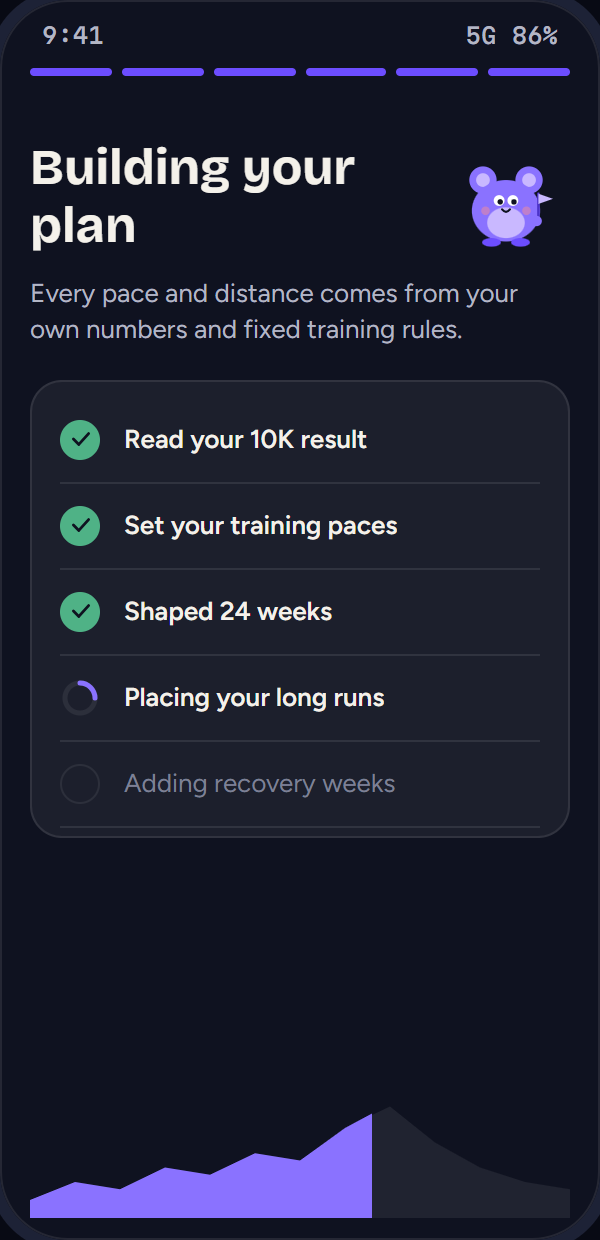 9:41
5G 86%
Building your
plan
Every pace and distance comes from your
own numbers and fixed training rules.
Read your 10K result
Set your training paces
Shaped 24 weeks
Placing your long runs
Adding recovery weeks